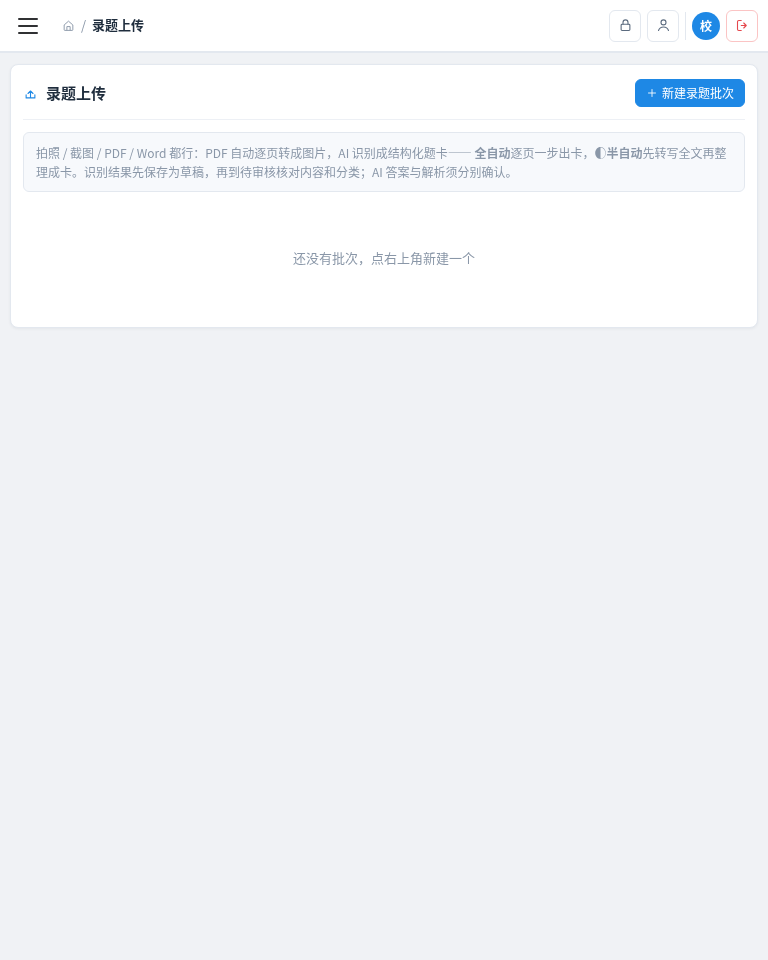 / 录题上传
校
录题上传
新建录题批次
拍照 / 截图 / PDF / Word 都行：PDF 自动逐页转成图片，AI 识别成结构化题卡—— 全自动逐页一步出卡，◐半自动先转写全文再整
理成卡。识别结果先保存为草稿，再到待审核核对内容和分类；AI 答案与解析须分别确认。
还没有批次，点右上角新建一个